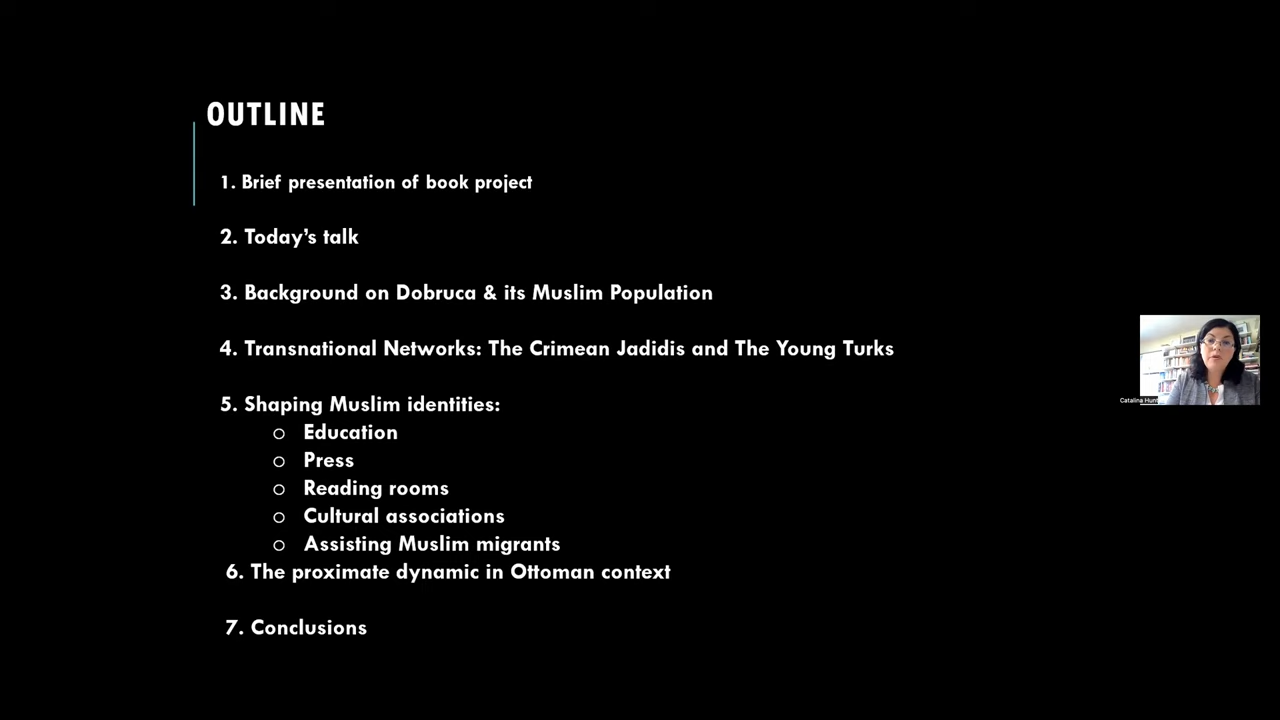 OUTLINE
1. Brief presentation of book project
2. Today's talk
3. Background on Dobruca & its Muslim Population
4. Transnational Networks: The Crimean Jadidis and The Young Turks
5. Shaping Muslim identities:
o Education
o Press
o Reading rooms
o Cultural associations
o Assisting Muslim migrants
6. The proximate dynamic in Ottoman context
7. Conclusions
Catalina Hunt